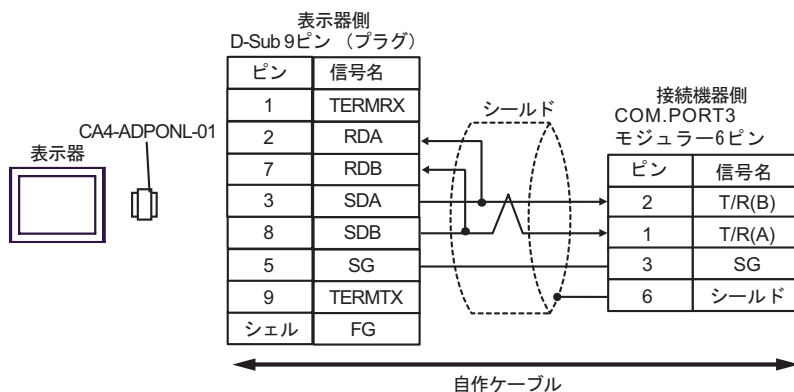 表示器側
D-Sub 9ピン （プラグ）
ピン 信号名
1 TERMRX
2 RDA
7 RDB
3 SDA
8 SDB
5 SG
9 TERMTX
シェル FG
CA4-ADPONL-01
表示器
シールド
接続機器側
COM.PORT3
モジュラー6ピン
ピン 信号名
2 T/R(B)
1 T/R(A)
3 SG
6 シールド
自作ケーブル